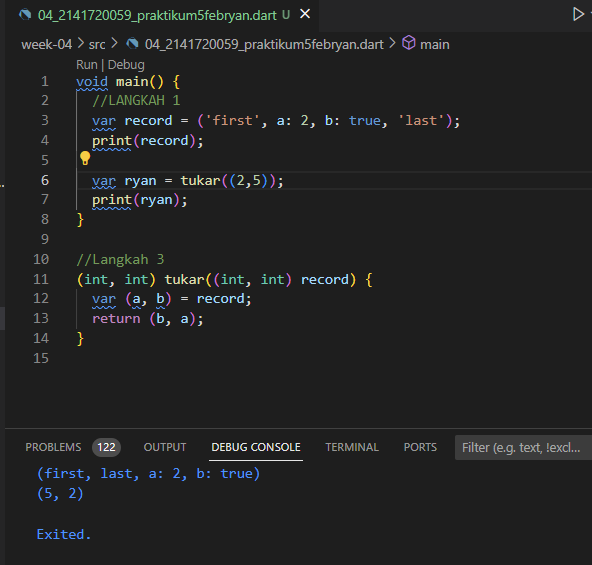 04_2141720059_praktikum5febryan.dart U
week-04 > src > 04_2141720059_praktikum5febryan.dart > main
Run | Debug
1 void main() {
2 //LANGKAH 1
3 var record = ('first', a: 2, b: true, 'last');
4 print(record);
5
6 var ryan = tukar((2,5));
7 print(ryan);
8 }
9
10 //Langkah 3
11 (int, int) tukar((int, int) record) {
12 var (a, b) = record;
13 return (b, a);
14 }
15
PROBLEMS 122 OUTPUT DEBUG CONSOLE TERMINAL PORTS Filter (e.g. text, !excl...
(first, last, a: 2, b: true)
(5, 2)
Exited.